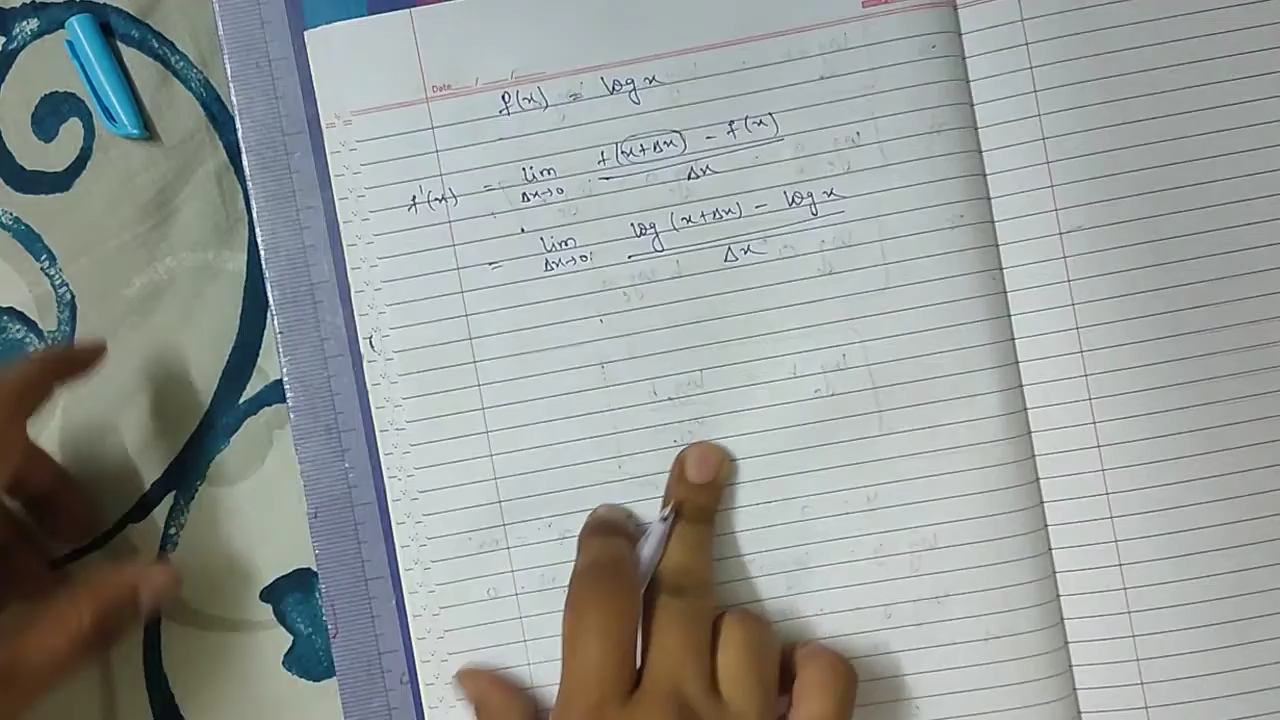 Date / /
f(x) = log x
f'(x) = lim Δx→0 f(x+Δx) - f(x) / Δx
= lim Δx→0 log (x+Δx) - log x / Δx